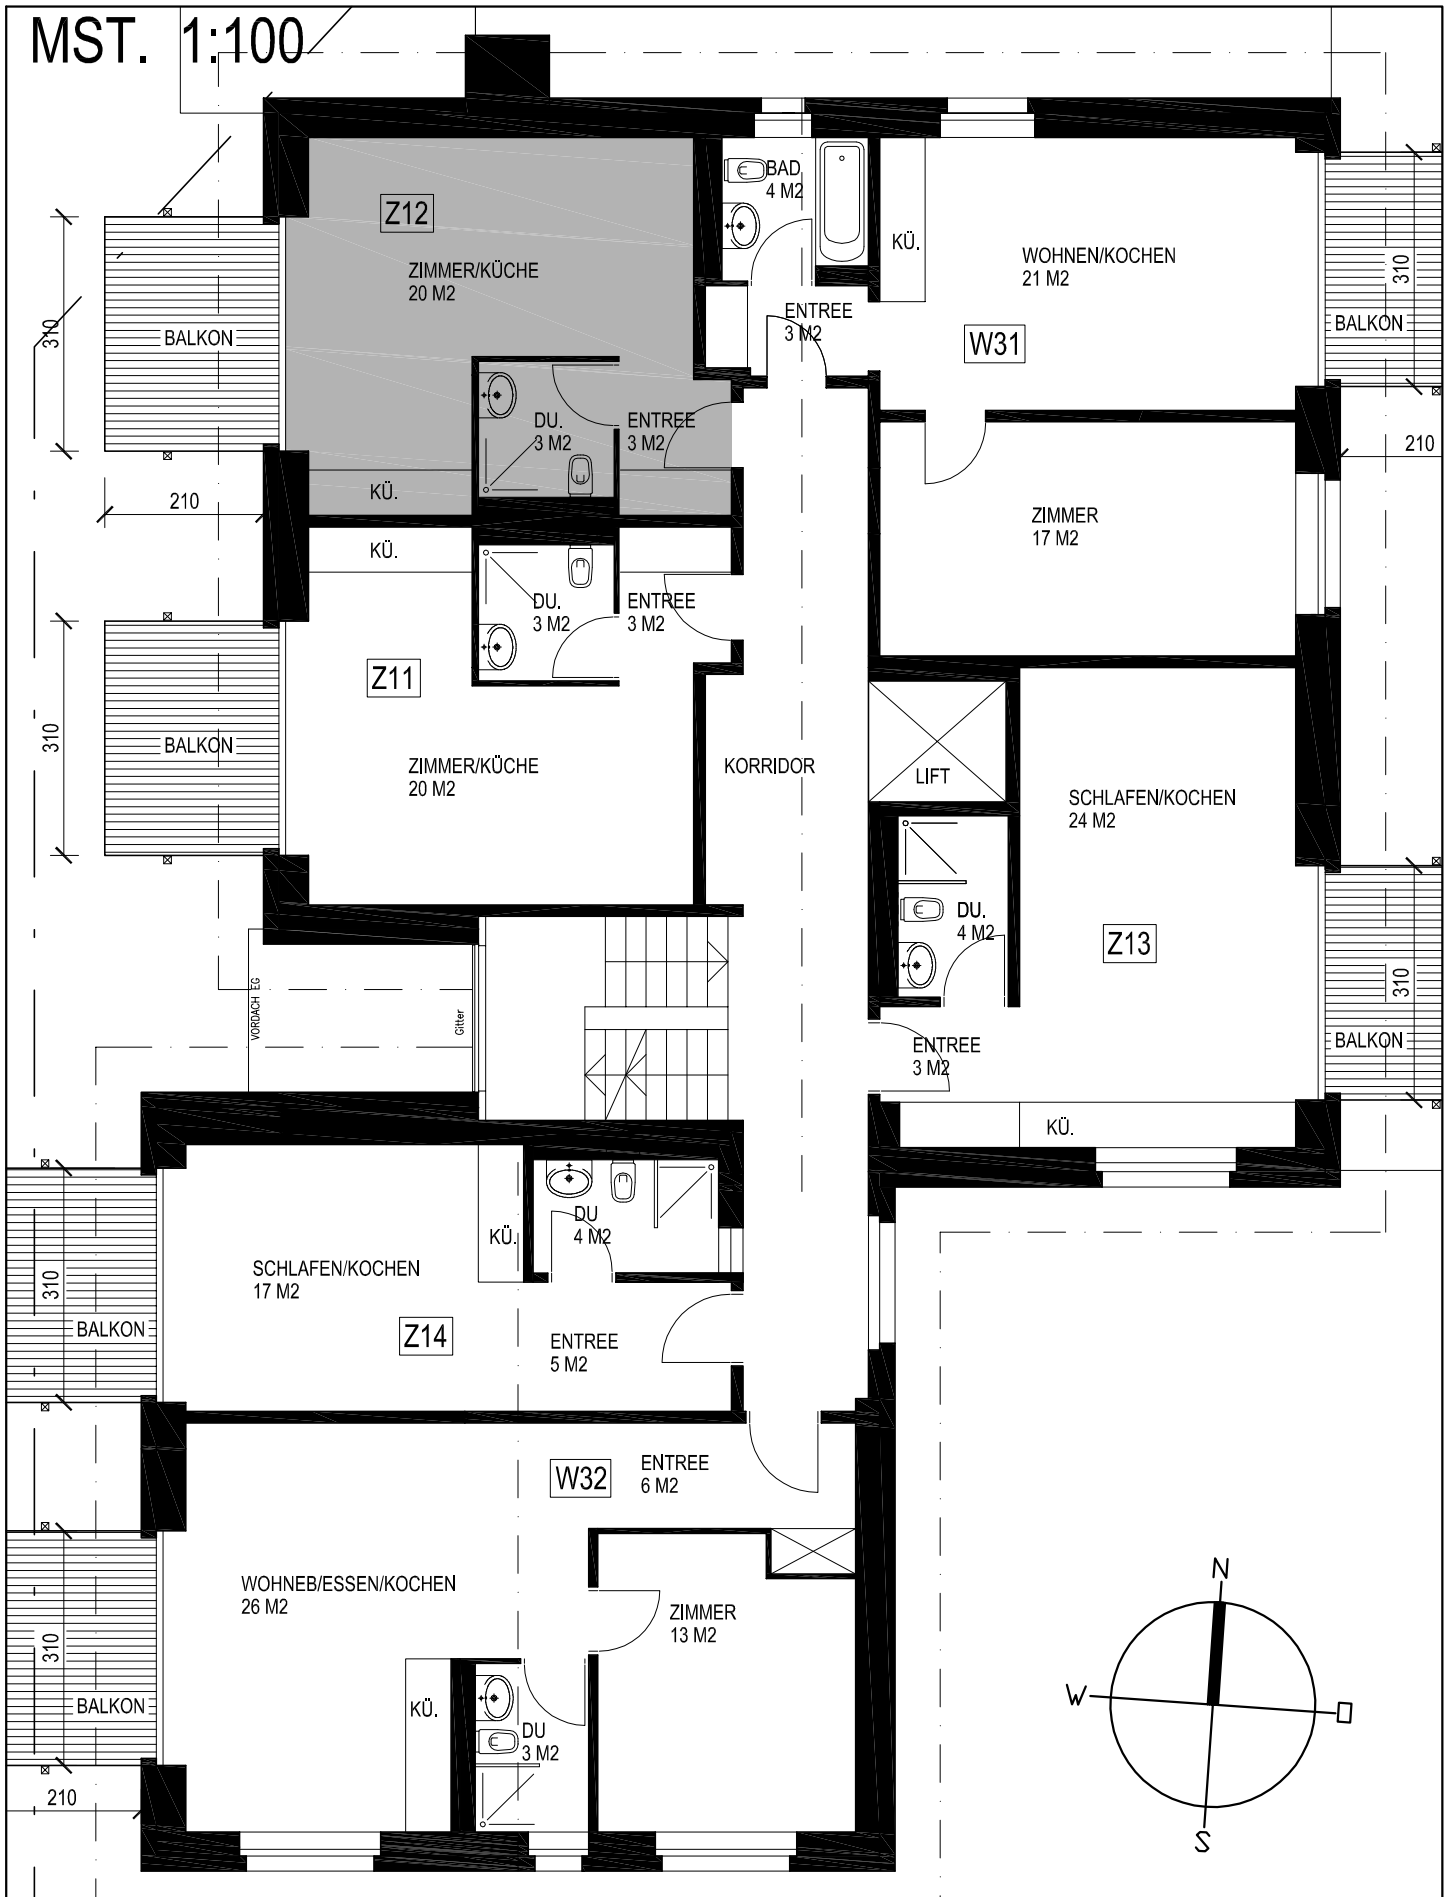 MST. 1:100
Z12
ZIMMER/KÜCHE
20 M2
BALKON
310
210
DU.
3 M2
ENTREE
3 M2
KÜ.
BAD
4 M2
ENTREE
3 M2
KÜ.
WOHNEN/KOCHEN
21 M2
W31
BALKON
310
210
ZIMMER
17 M2
KÜ.
DU.
3 M2
ENTREE
3 M2
Z11
ZIMMER/KÜCHE
20 M2
BALKON
310
KORRIDOR
LIFT
SCHLAFEN/KOCHEN
24 M2
DU.
4 M2
Z13
ENTREE
3 M2
KÜ.
BALKON
310
VORDACH EG
Gitter
SCHLAFEN/KOCHEN
17 M2
KÜ.
DU
4 M2
Z14
ENTREE
5 M2
BALKON
310
W32
ENTREE
6 M2
WOHNEB/ESSEN/KOCHEN
26 M2
ZIMMER
13 M2
KÜ.
DU
3 M2
BALKON
310
210
N
W
O
S